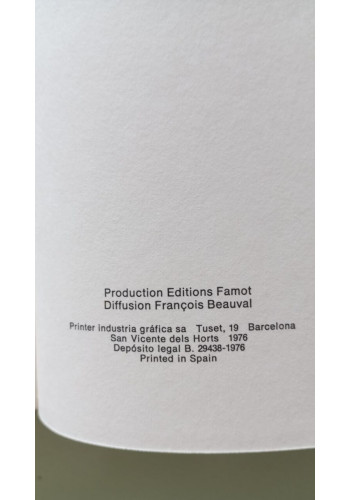 Production Editions Famot
Diffusion François Beauval
Printer industria gráfica sa Tuset, 19 Barcelona
San Vicente dels Horts 1976
Depósito legal B. 29438-1976
Printed in Spain